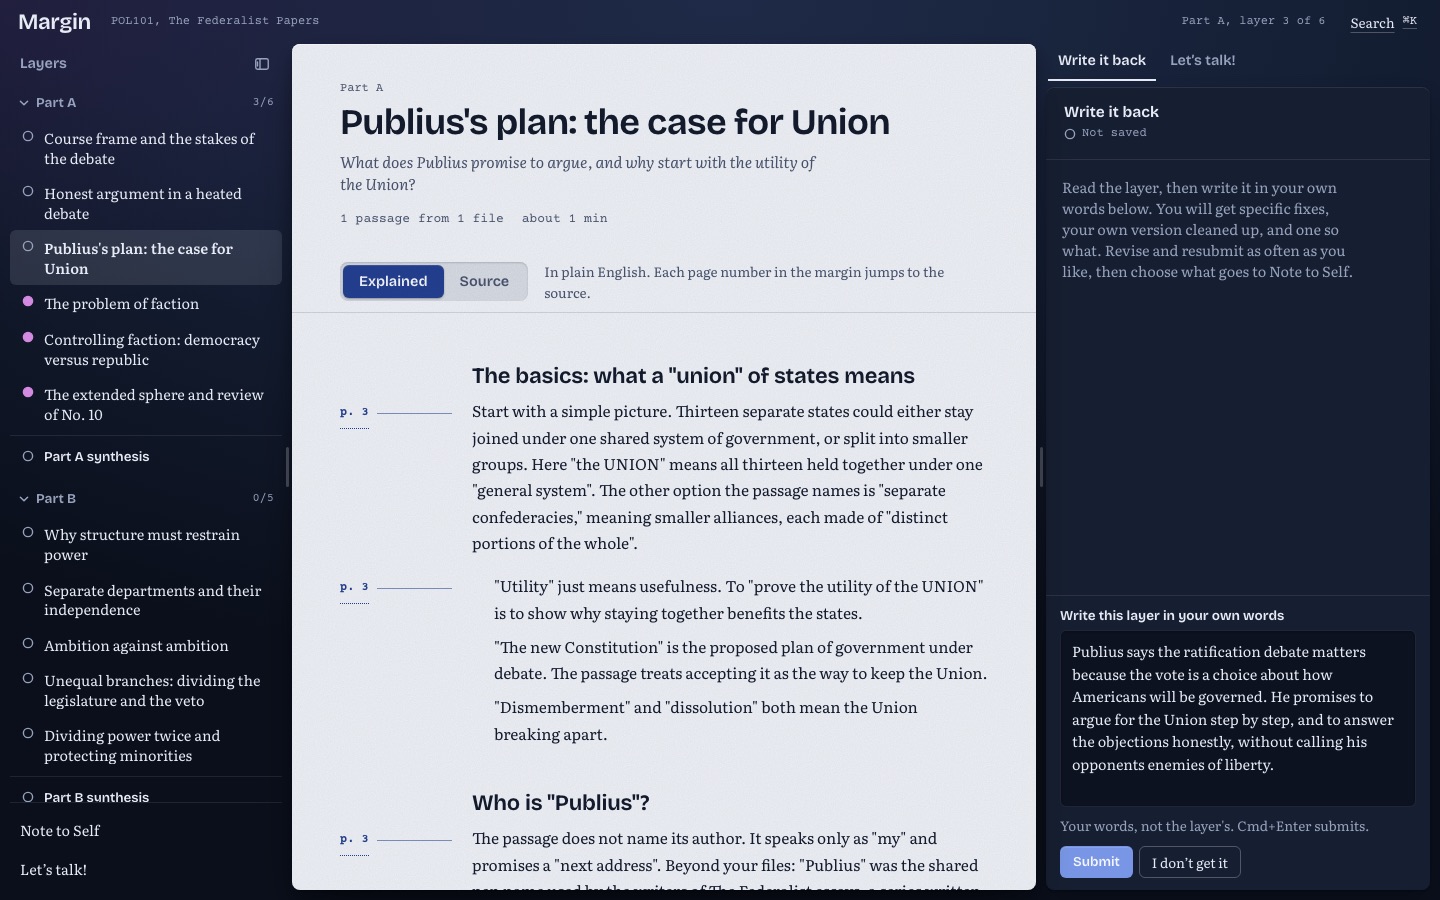 Margin
POL101, The Federalist Papers
Part A, layer 3 of 6
Search ⌘K
Layers
Part A 3/6
Course frame and the stakes of
the debate
Honest argument in a heated
debate
Publius's plan: the case for
Union
The problem of faction
Controlling faction: democracy
versus republic
The extended sphere and review
of No. 10
Part A synthesis
Part B 0/5
Why structure must restrain
power
Separate departments and their
independence
Ambition against ambition
Unequal branches: dividing the
legislature and the veto
Dividing power twice and
protecting minorities
Part B synthesis
Note to Self
Let's talk!
Part A
Publius's plan: the case for Union
What does Publius promise to argue, and why start with the utility of
the Union?
1 passage from 1 file about 1 min
Explained Source
In plain English. Each page number in the margin jumps to the
source.
The basics: what a "union" of states means
p. 3
Start with a simple picture. Thirteen separate states could either stay
joined under one shared system of government, or split into smaller
groups. Here "the UNION" means all thirteen held together under one
"general system". The other option the passage names is "separate
confederacies," meaning smaller alliances, each made of "distinct
portions of the whole".
p. 3
"Utility" just means usefulness. To "prove the utility of the UNION"
is to show why staying together benefits the states.
"The new Constitution" is the proposed plan of government under
debate. The passage treats accepting it as the way to keep the Union.
"Dismemberment" and "dissolution" both mean the Union
breaking apart.
Who is "Publius"?
p. 3
The passage does not name its author. It speaks only as "my" and
promises a "next address". Beyond your files: "Publius" was the shared
pen name used by the writers of The Federalist essays, a series written
Write it back Let's talk!
Write it back
Not saved
Read the layer, then write it in your own
words below. You will get specific fixes,
your own version cleaned up, and one so
what. Revise and resubmit as often as you
like, then choose what goes to Note to Self.
Write this layer in your own words
Publius says the ratification debate matters
because the vote is a choice about how
Americans will be governed. He promises to
argue for the Union step by step, and to answer
the objections honestly, without calling his
opponents enemies of liberty.
Your words, not the layer's. Cmd+Enter submits.
Submit I don't get it